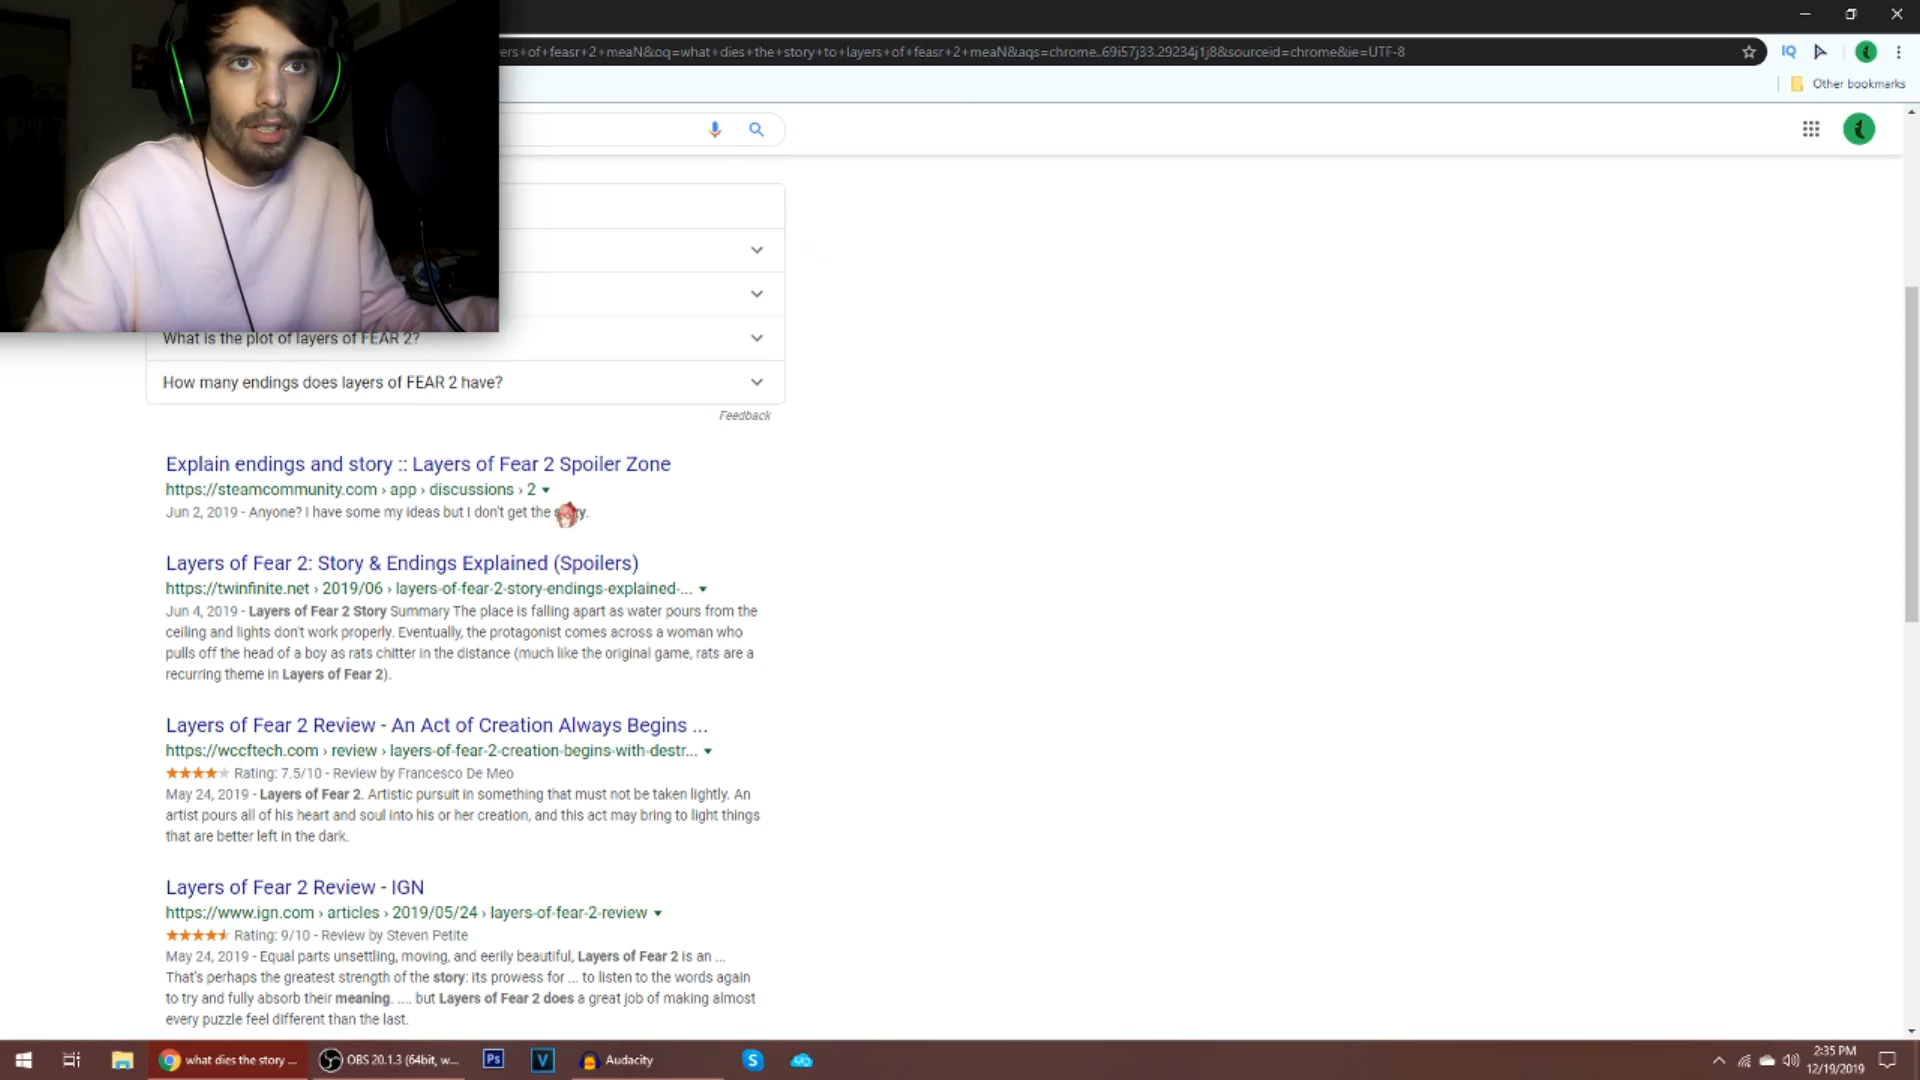 ers+of+feasr+2+meaN&oq=what+dies+the+story+to+layers+of+feasr+2+meaN&aqs=chrome..69i57j33.29234j1j8&sourceid=chrome&ie=UTF-8
IQ
Other bookmarks
What is the plot of layers of FEAR 2?
How many endings does layers of FEAR 2 have?
Feedback
Explain endings and story :: Layers of Fear 2 Spoiler Zone
https://steamcommunity.com › app › discussions › 2
Jun 2, 2019 - Anyone? I have some my ideas but I don't get the
Layers of Fear 2: Story & Endings Explained (Spoilers)
https://twinfinite.net › 2019/06 › layers-of-fear-2-story-endings-explained-...
Jun 4, 2019 - Layers of Fear 2 Story Summary The place is falling apart as water pours from the
ceiling and lights don't work properly. Eventually, the protagonist comes across a woman who
pulls off the head of a boy as rats chitter in the distance (much like the original game, rats are a
recurring theme in Layers of Fear 2).
Layers of Fear 2 Review - An Act of Creation Always Begins ...
https://wccftech.com › review › layers-of-fear-2-creation-begins-with-destr...
Rating: 7.5/10 - Review by Francesco De Meo
May 24, 2019 - Layers of Fear 2. Artistic pursuit in something that must not be taken lightly. An
artist pours all of his heart and soul into his or her creation, and this act may bring to light things
that are better left in the dark.
Layers of Fear 2 Review - IGN
https://www.ign.com › articles › 2019/05/24 › layers-of-fear-2-review
Rating: 9/10 - Review by Steven Petite
May 24, 2019 - Equal parts unsettling, moving, and eerily beautiful, Layers of Fear 2 is an ...
That's perhaps the greatest strength of the story: its prowess for ... to listen to the words again
to try and fully absorb their meaning. .... but Layers of Fear 2 does a great job of making almost
every puzzle feel different than the last.
what dies the story ...
OBS 20.1.3 (64bit, w...
Ps
V
Audacity
S
2:35 PM
12/19/2019